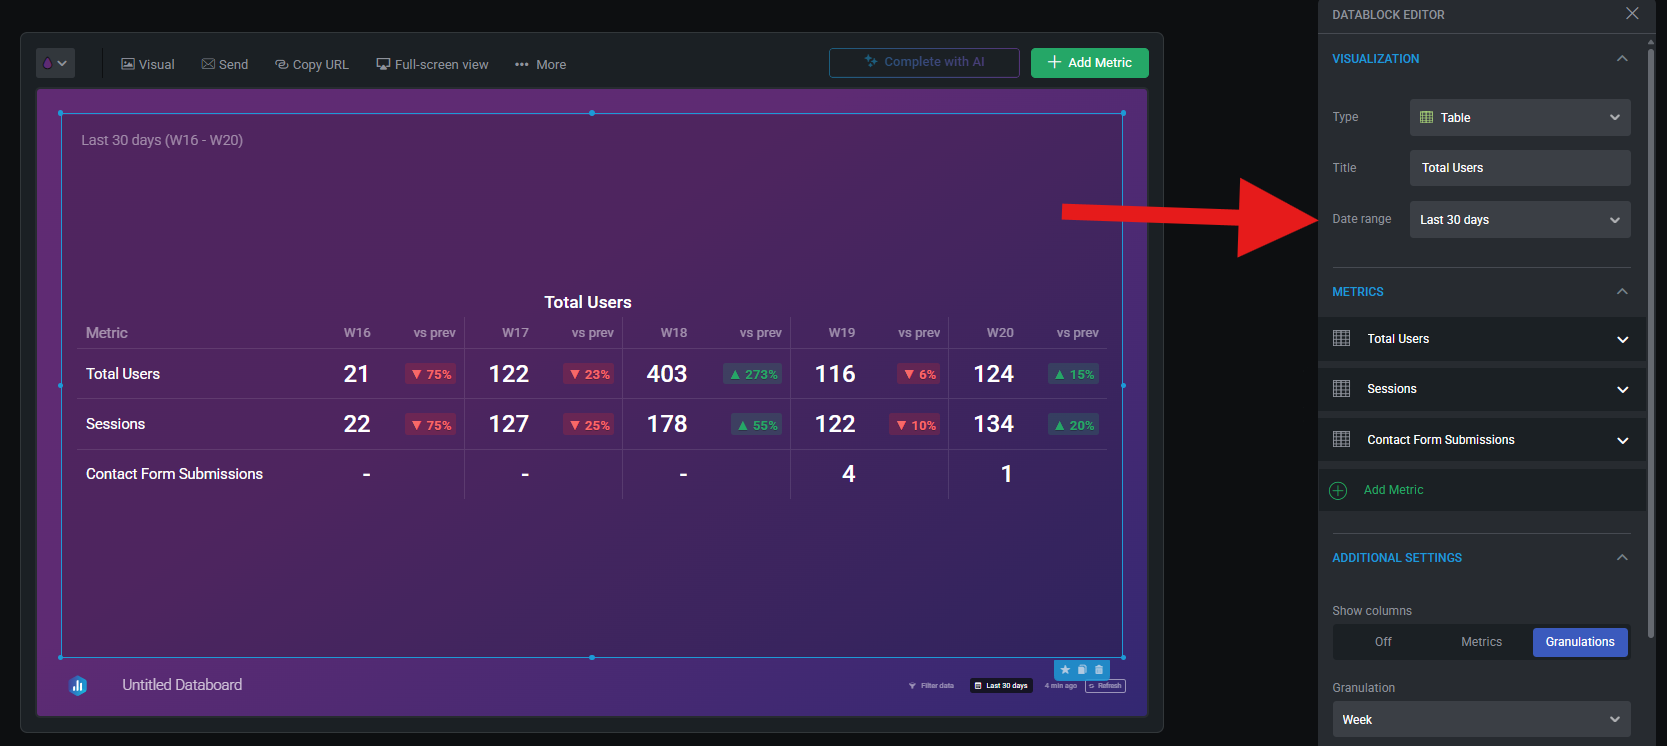 DATABLOCK EDITOR
Visual Send Copy URL Full-screen view ••• More Complete with AI + Add Metric
VISUALIZATION
Type Table
Title Total Users
Date range Last 30 days
Last 30 days (W16 - W20)
Total Users
Metric W16 vs prev W17 vs prev W18 vs prev W19 vs prev W20 vs prev
Total Users 21 ▼ 75% 122 ▼ 23% 403 ▲ 273% 116 ▼ 6% 124 ▲ 15%
Sessions 22 ▼ 75% 127 ▼ 25% 178 ▲ 55% 122 ▼ 10% 134 ▲ 20%
Contact Form Submissions - - - 4 1
METRICS
Total Users
Sessions
Contact Form Submissions
Add Metric
ADDITIONAL SETTINGS
Show columns
Off Metrics Granulations
Granulation
Week
Untitled Databoard Filter data Last 30 days 4 min ago Refresh